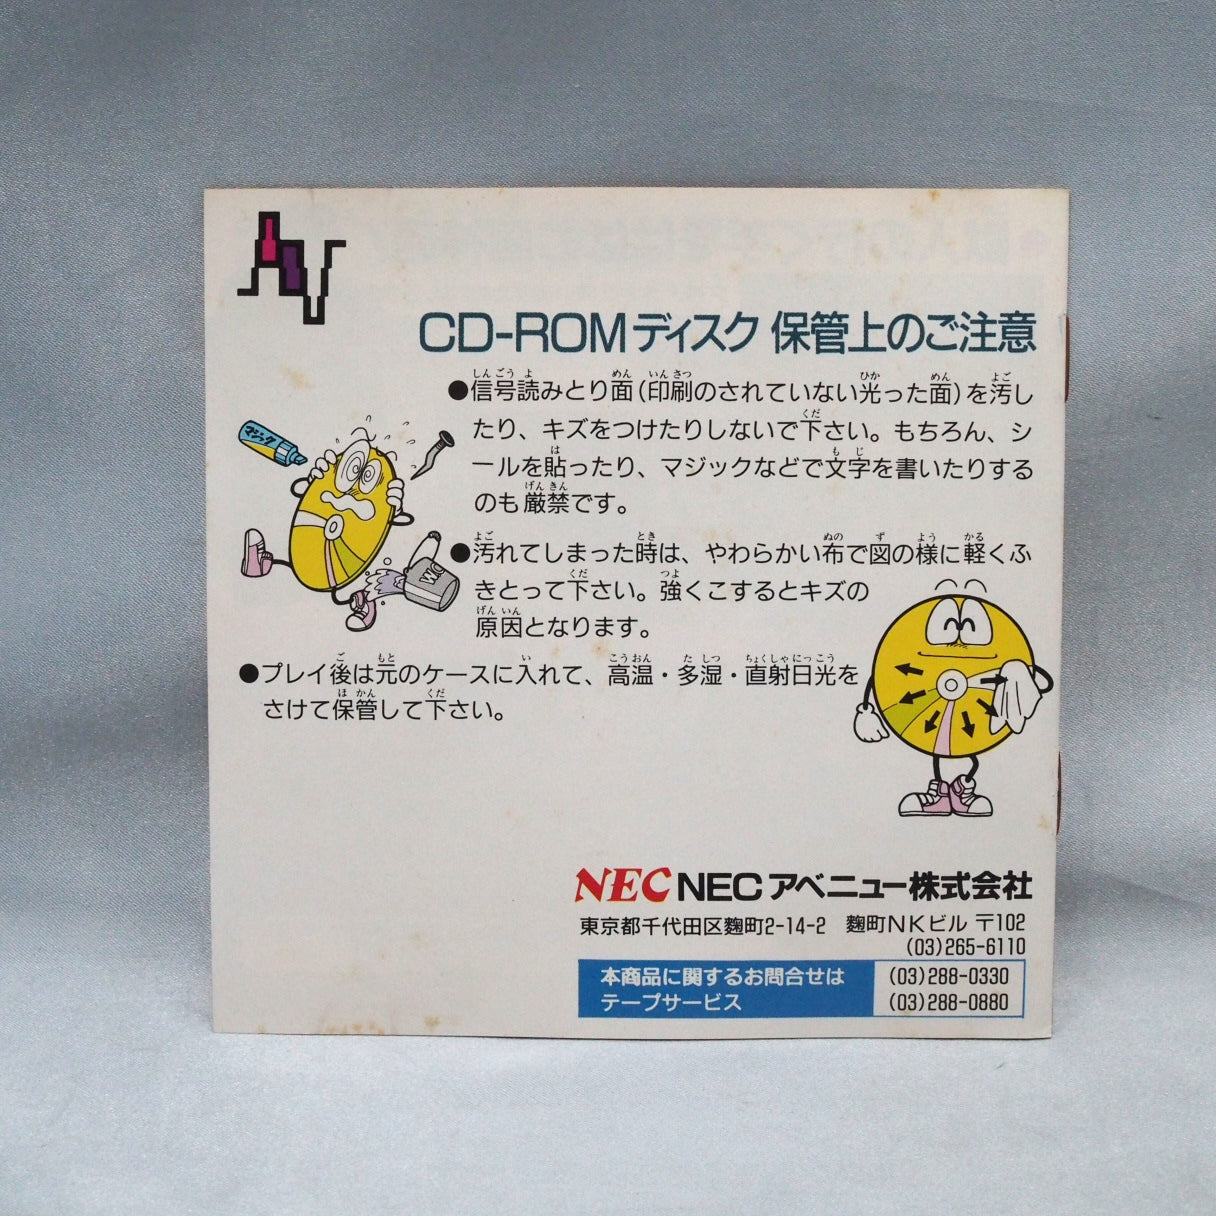 AV
CD-ROMディスク 保管上のご注意
●信号読みとり面(印刷のされていない光った面)を汚し
たり、キズをつけたりしないで下さい。もちろん、シ
ールを貼ったり、マジックなどで文字を書いたりする
のも厳禁です。
マジック
WC
●汚れてしまった時は、やわらかい布で図の様に軽くふ
きとって下さい。強くこするとキズの
原因となります。
●プレイ後は元のケースに入れて、高温・多湿・直射日光を
さけて保管して下さい。
NEC NECアベニュー株式会社
東京都千代田区麹町2-14-2 麹町NKビル 〒102
(03)265-6110
本商品に関するお問合せは (03)288-0330
テープサービス (03)288-0880